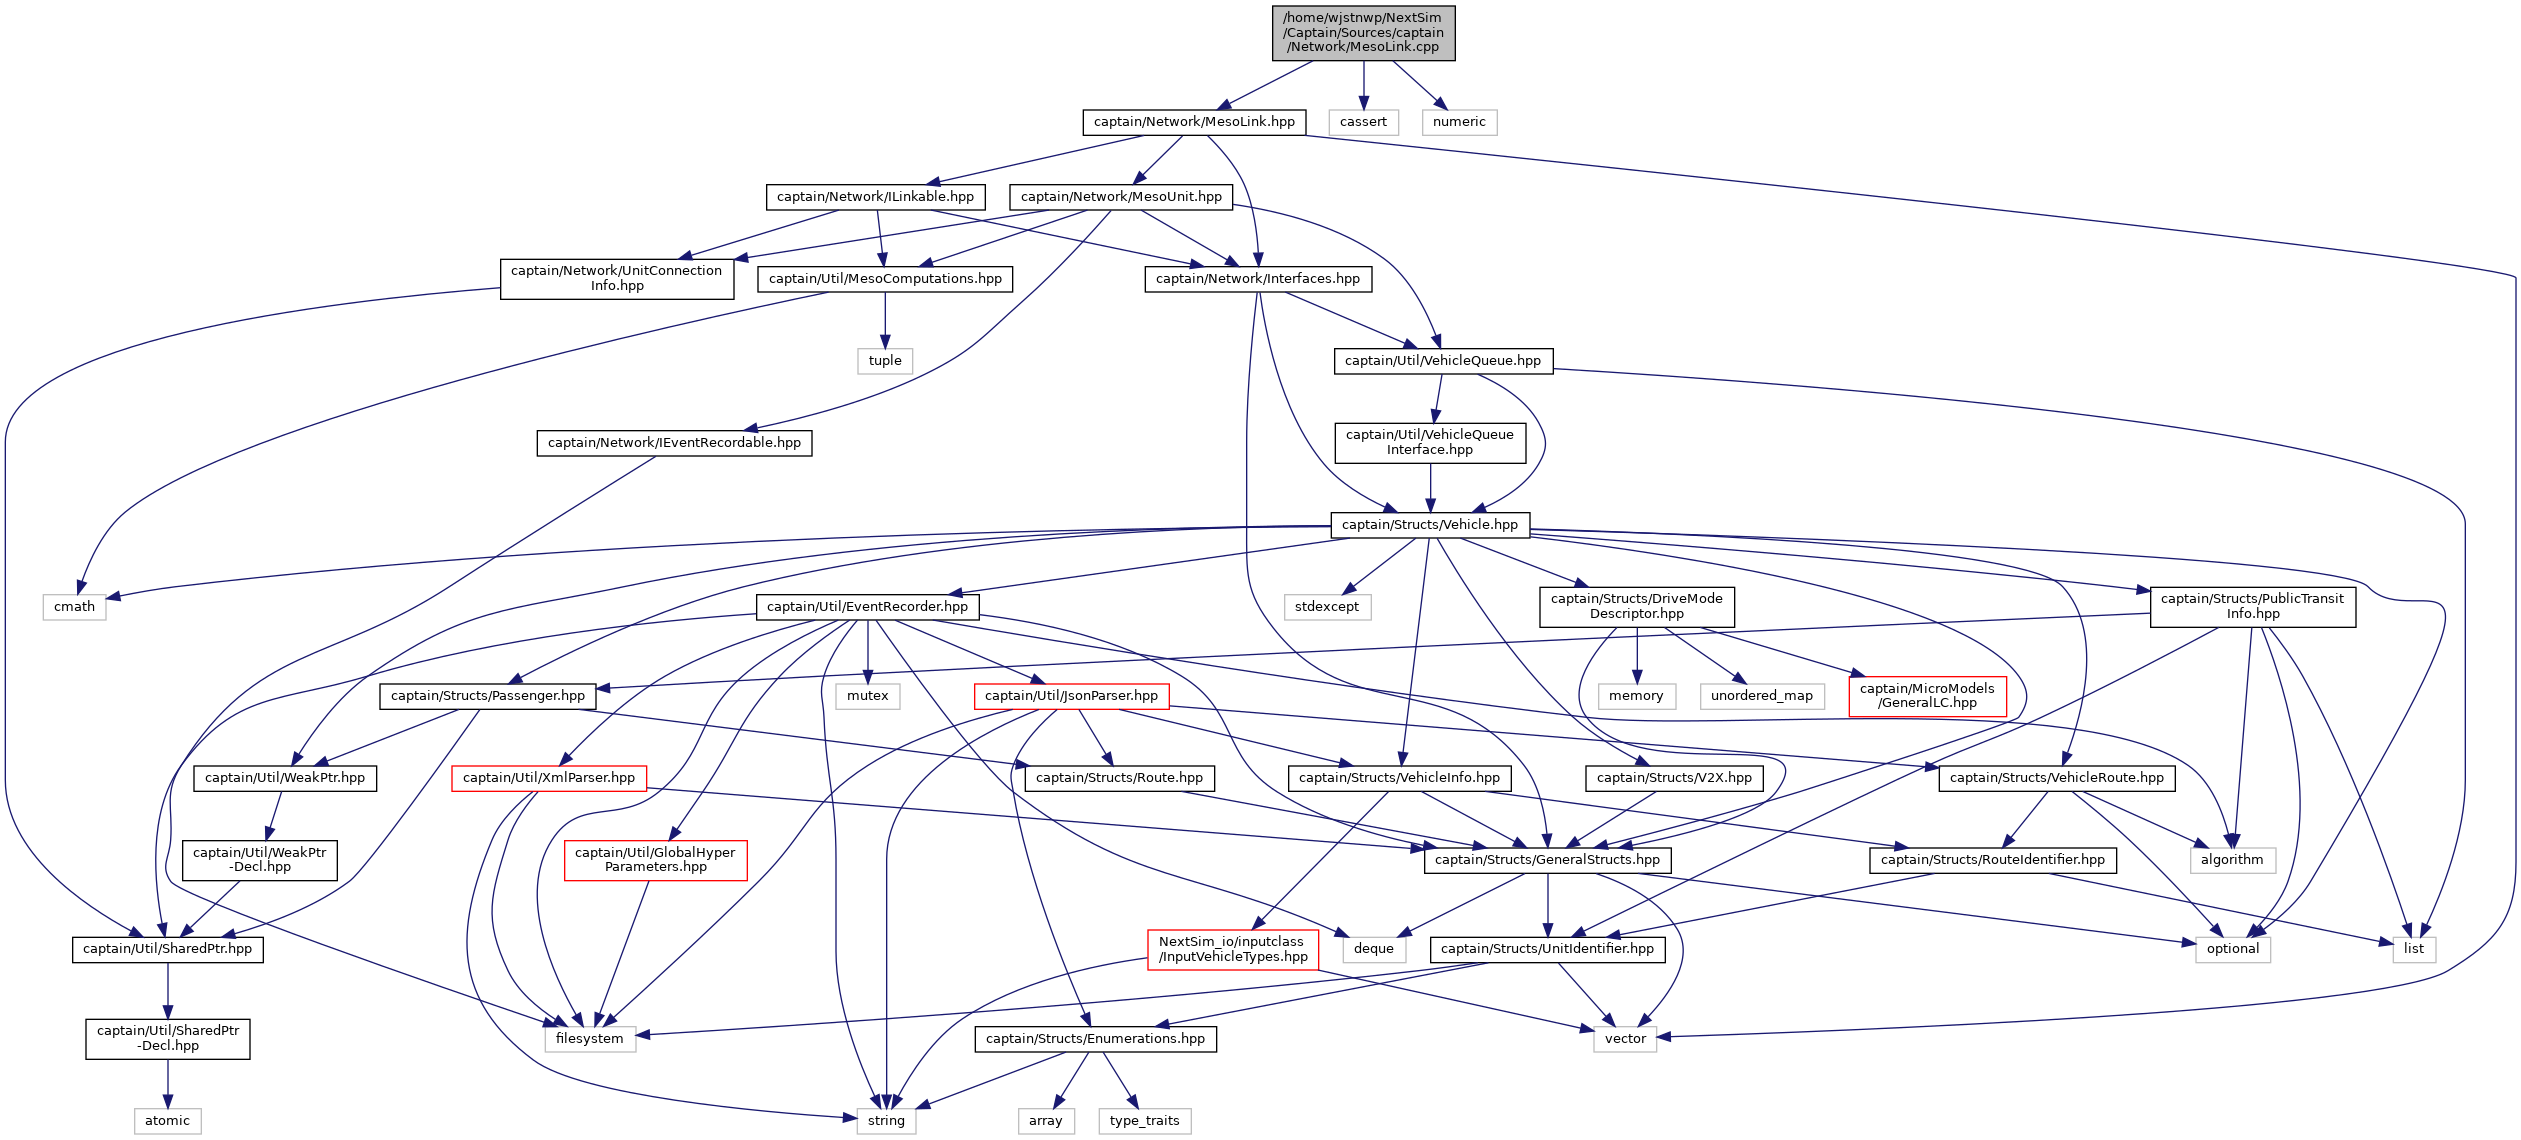 /home/wjstnwp/NextSim
/Captain/Sources/captain
/Network/MesoLink.cpp
captain/Network/MesoLink.hpp
cassert
numeric
captain/Network/ILinkable.hpp
captain/Network/MesoUnit.hpp
captain/Network/UnitConnection
Info.hpp
captain/Util/MesoComputations.hpp
captain/Network/Interfaces.hpp
tuple
captain/Util/VehicleQueue.hpp
captain/Network/IEventRecordable.hpp
captain/Util/VehicleQueue
Interface.hpp
captain/Structs/Vehicle.hpp
cmath
captain/Util/EventRecorder.hpp
stdexcept
captain/Structs/DriveMode
Descriptor.hpp
captain/Structs/PublicTransit
Info.hpp
captain/Structs/Passenger.hpp
mutex
captain/Util/JsonParser.hpp
memory
unordered_map
captain/MicroModels
/GeneralLC.hpp
captain/Util/WeakPtr.hpp
captain/Util/XmlParser.hpp
captain/Structs/Route.hpp
captain/Structs/VehicleInfo.hpp
captain/Structs/V2X.hpp
captain/Structs/VehicleRoute.hpp
captain/Util/WeakPtr
-Decl.hpp
captain/Util/GlobalHyper
Parameters.hpp
captain/Structs/GeneralStructs.hpp
captain/Structs/RouteIdentifier.hpp
algorithm
captain/Util/SharedPtr.hpp
NextSim_io/inputclass
/InputVehicleTypes.hpp
deque
captain/Structs/UnitIdentifier.hpp
optional
list
captain/Util/SharedPtr
-Decl.hpp
filesystem
captain/Structs/Enumerations.hpp
vector
atomic
string
array
type_traits